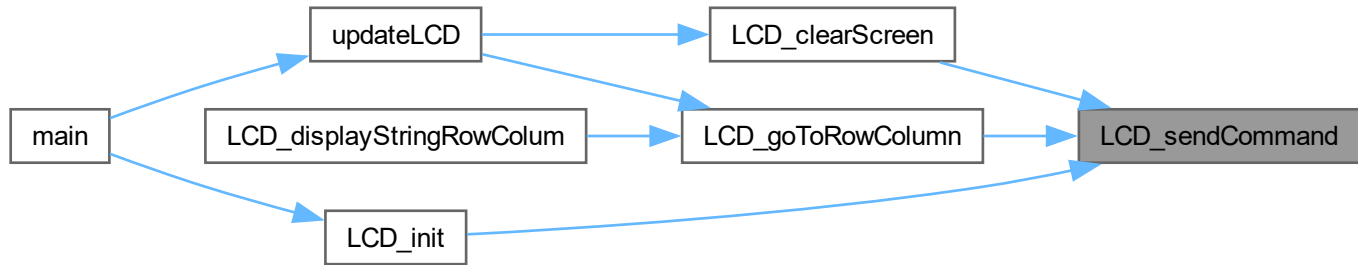 updateLCD
LCD_clearScreen
main
LCD_displayStringRowColum
LCD_goToRowColumn
LCD_sendCommand
LCD_init